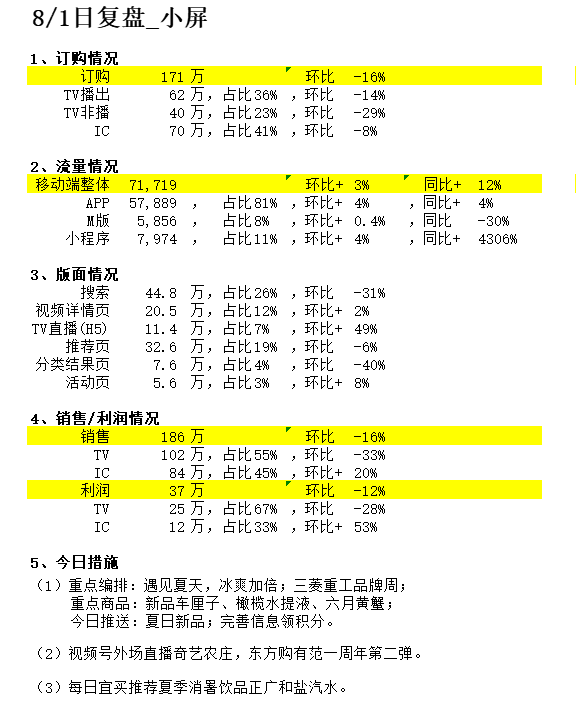 8/1日复盘_小屏
1、订购情况
订购 171 万 环比 -16%
TV播出 62 万，占比36% ，环比 -14%
TV非播 40 万，占比23% ，环比 -29%
IC 70 万，占比41% ，环比 -8%
2、流量情况
移动端整体 71,719 环比+ 3% 同比+ 12%
APP 57,889 ， 占比81% ，环比+ 4% ，同比+ 4%
M版 5,856 ， 占比8% ，环比+ 0.4% ，同比 -30%
小程序 7,974 ， 占比11% ，环比+ 4% ，同比+ 4306%
3、版面情况
搜索 44.8 万，占比26% ，环比 -31%
视频详情页 20.5 万，占比12% ，环比+ 2%
TV直播(H5) 11.4 万，占比7% ，环比+ 49%
推荐页 32.6 万，占比19% ，环比 -6%
分类结果页 7.6 万，占比4% ，环比 -40%
活动页 5.6 万，占比3% ，环比+ 8%
4、销售/利润情况
销售 186 万 环比 -16%
TV 102 万，占比55% ，环比 -33%
IC 84 万，占比45% ，环比+ 20%
利润 37 万 环比 -12%
TV 25 万，占比67% ，环比 -28%
IC 12 万，占比33% ，环比+ 53%
5、今日措施
（1）重点编排：遇见夏天，冰爽加倍；三菱重工品牌周；
重点商品：新品车厘子、橄榄水提液、六月黄蟹；
今日推送：夏日新品；完善信息领积分。
（2）视频号外场直播奇艺农庄，东方购有范一周年第二弹。
（3）每日宜买推荐夏季消暑饮品正广和盐汽水。